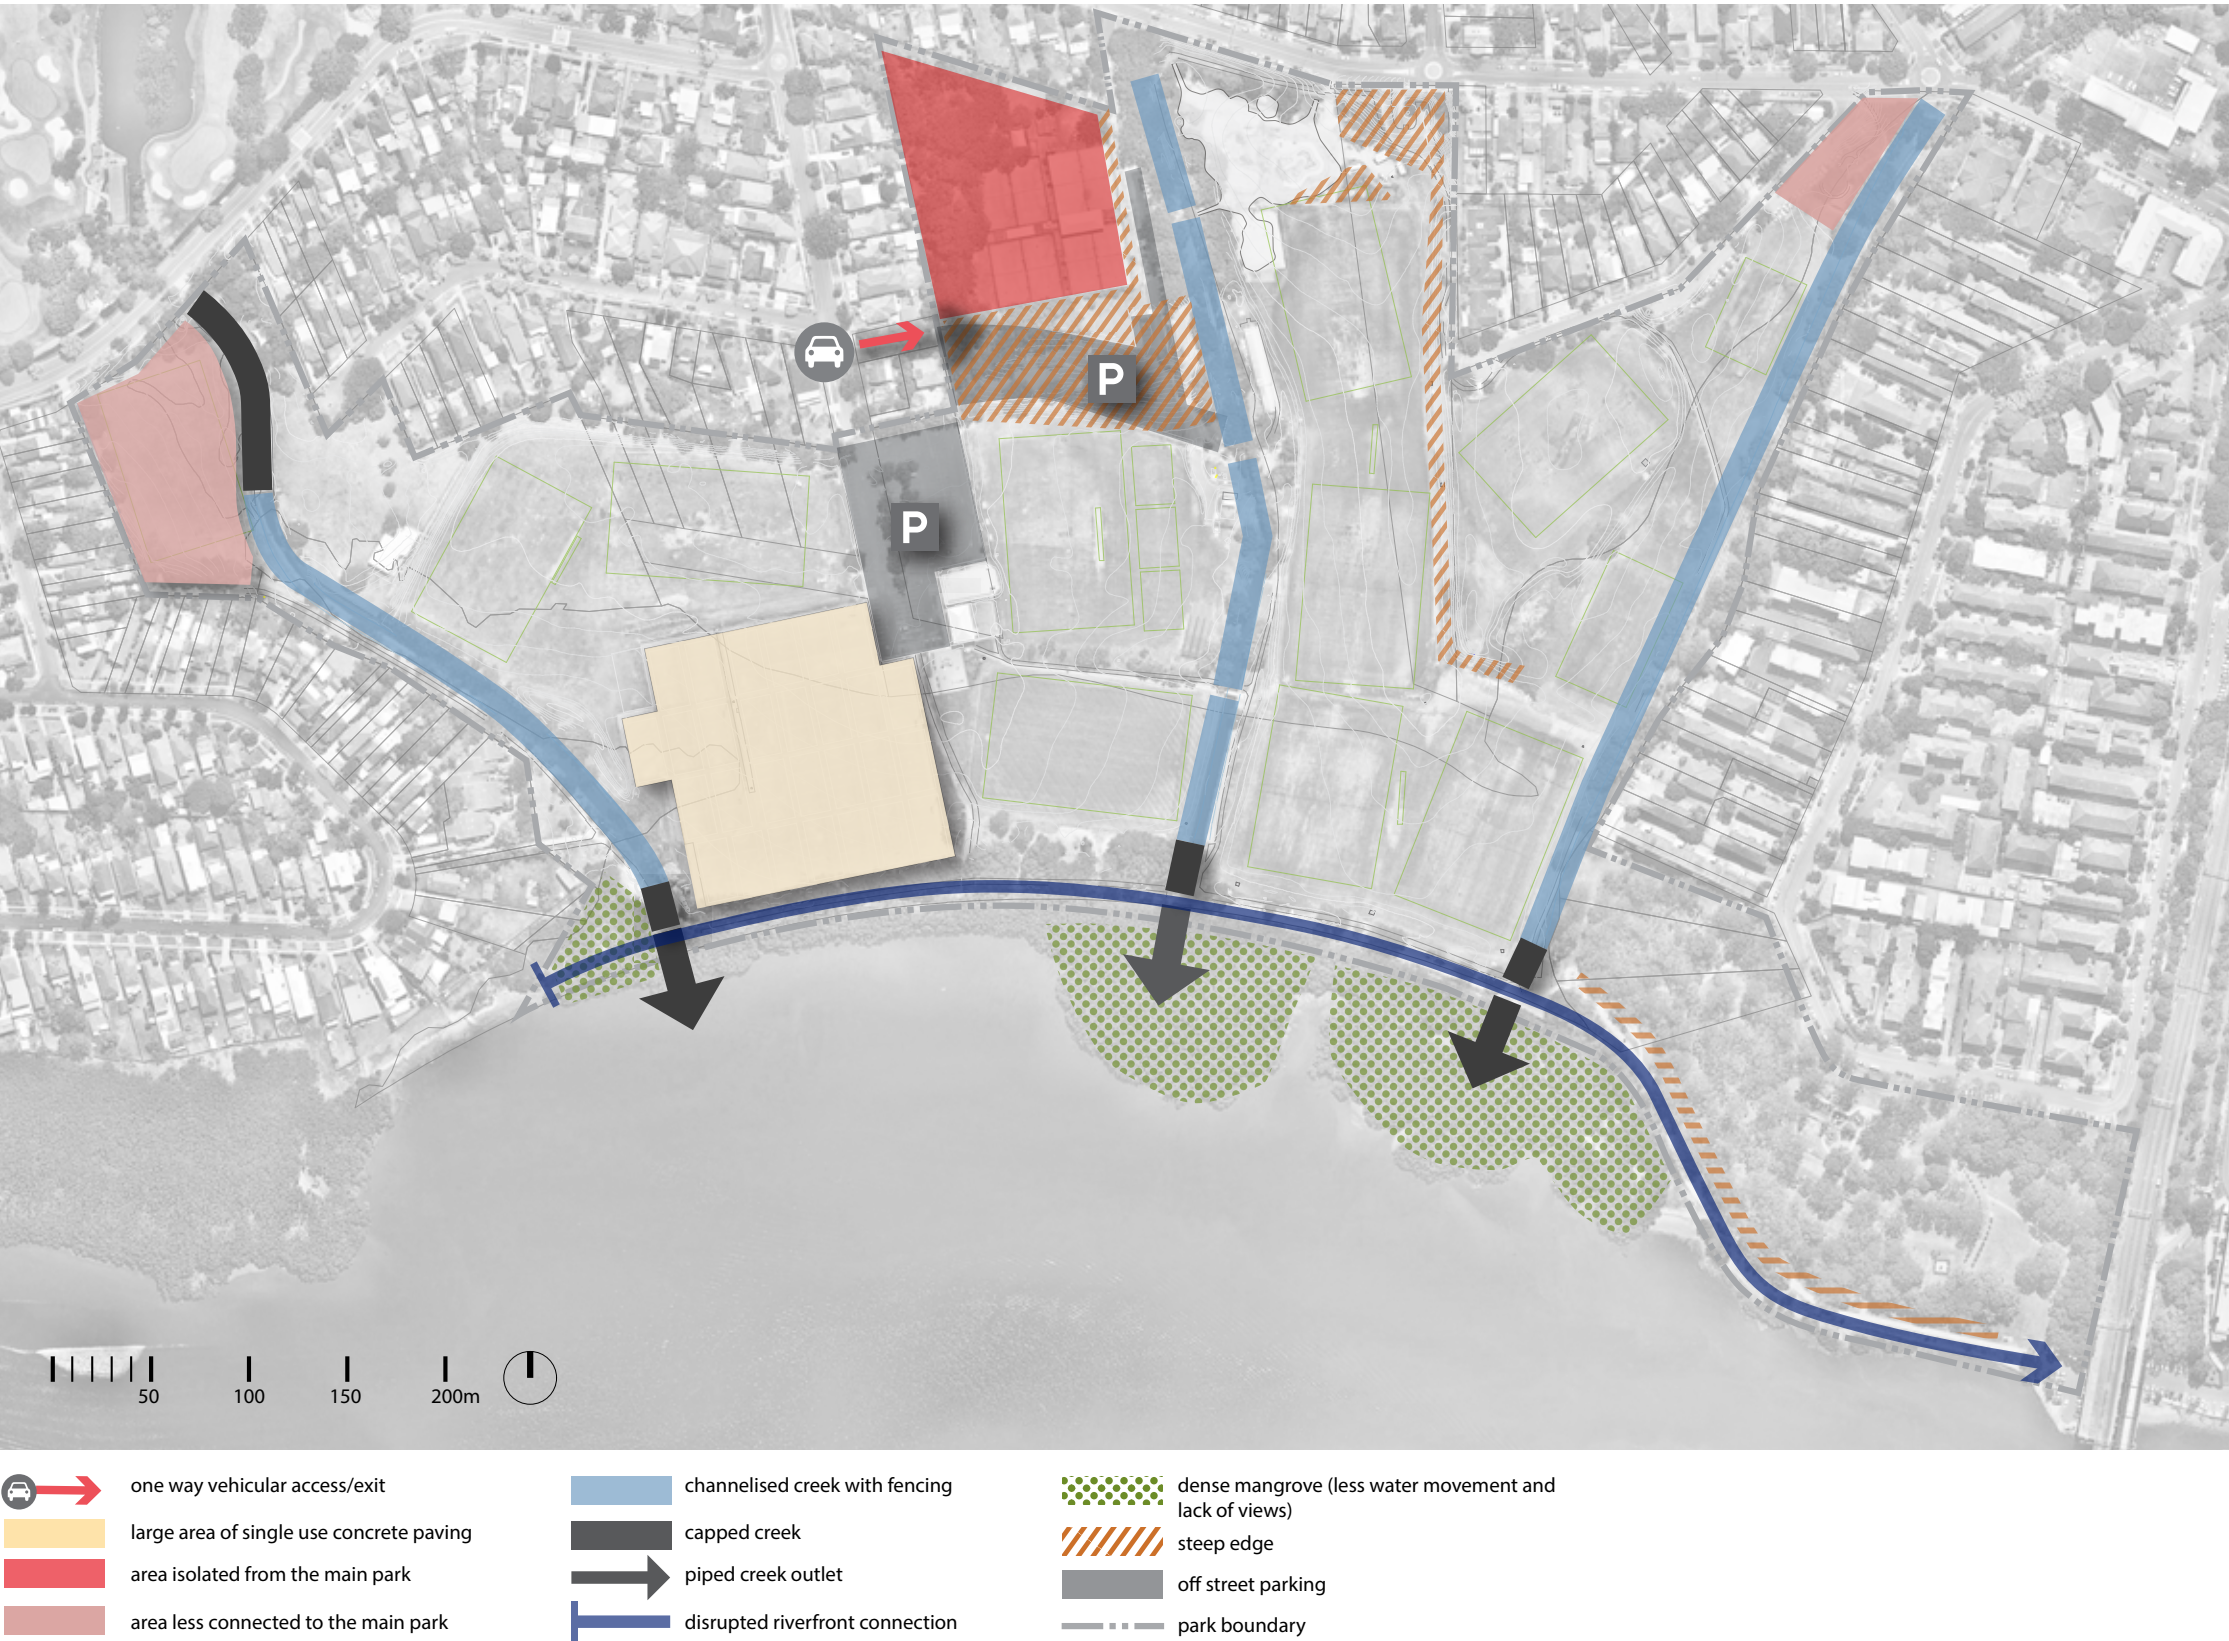 P
P
50 100 150 200m
one way vehicular access/exit
large area of single use concrete paving
area isolated from the main park
area less connected to the main park
channelised creek with fencing
capped creek
piped creek outlet
disrupted riverfront connection
dense mangrove (less water movement and
lack of views)
steep edge
off street parking
park boundary